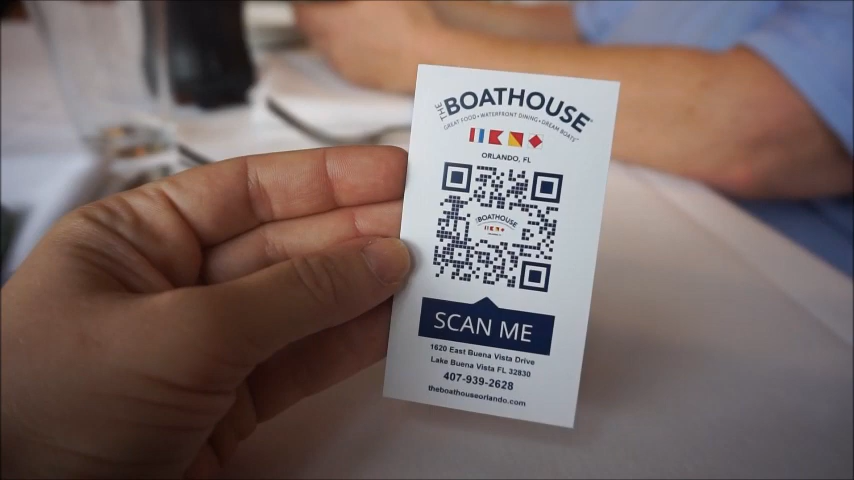 THE BOATHOUSE
GREAT FOOD • WATERFRONT DINING • DREAM BOATS
ORLANDO, FL
BOATHOUSE
SCAN ME
1620 East Buena Vista Drive
Lake Buena Vista FL 32830
407-939-2628
theboathouseorlando.com